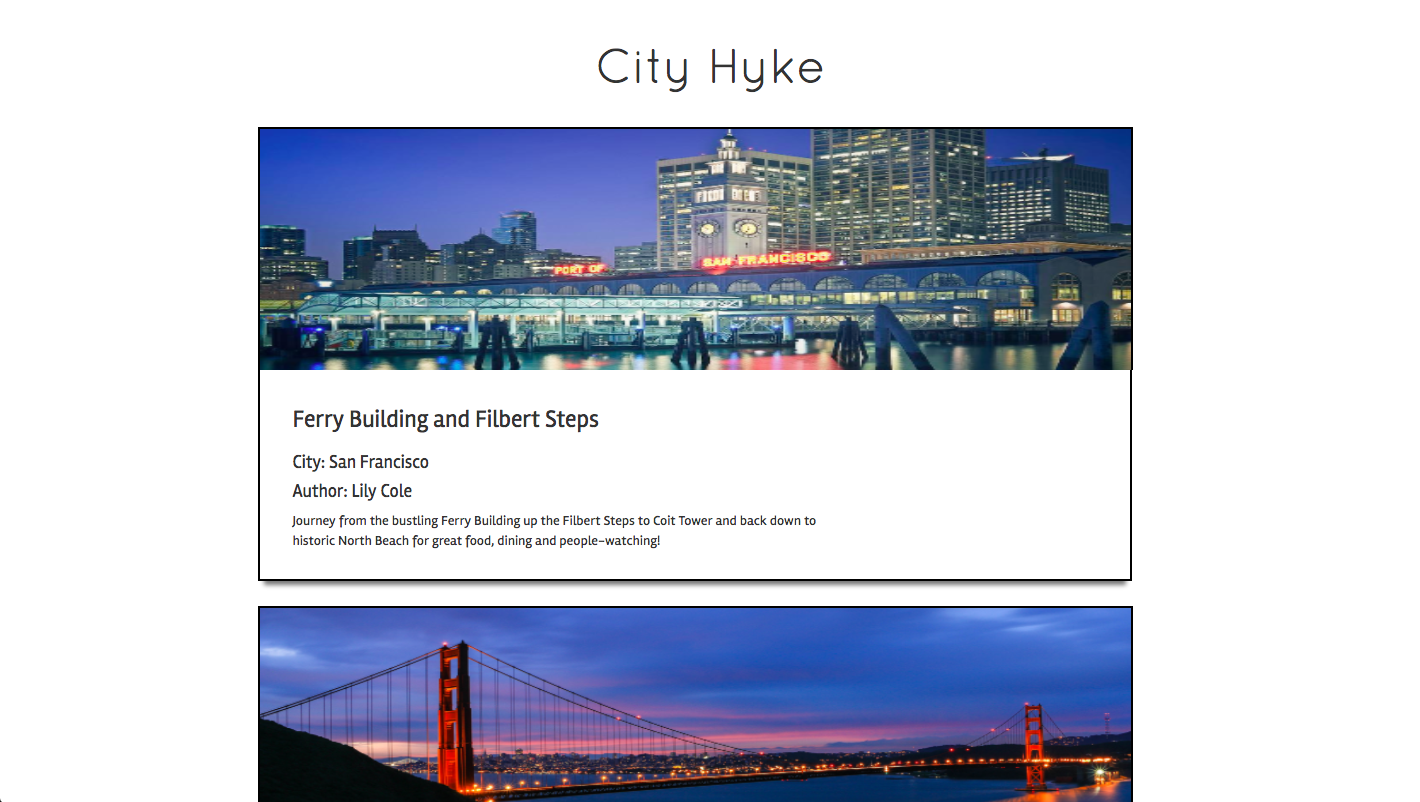 City Hyke
PORT OF SAN FRANCISCO
Ferry Building and Filbert Steps
City: San Francisco
Author: Lily Cole
Journey from the bustling Ferry Building up the Filbert Steps to Coit Tower and back down to
historic North Beach for great food, dining and people-watching!